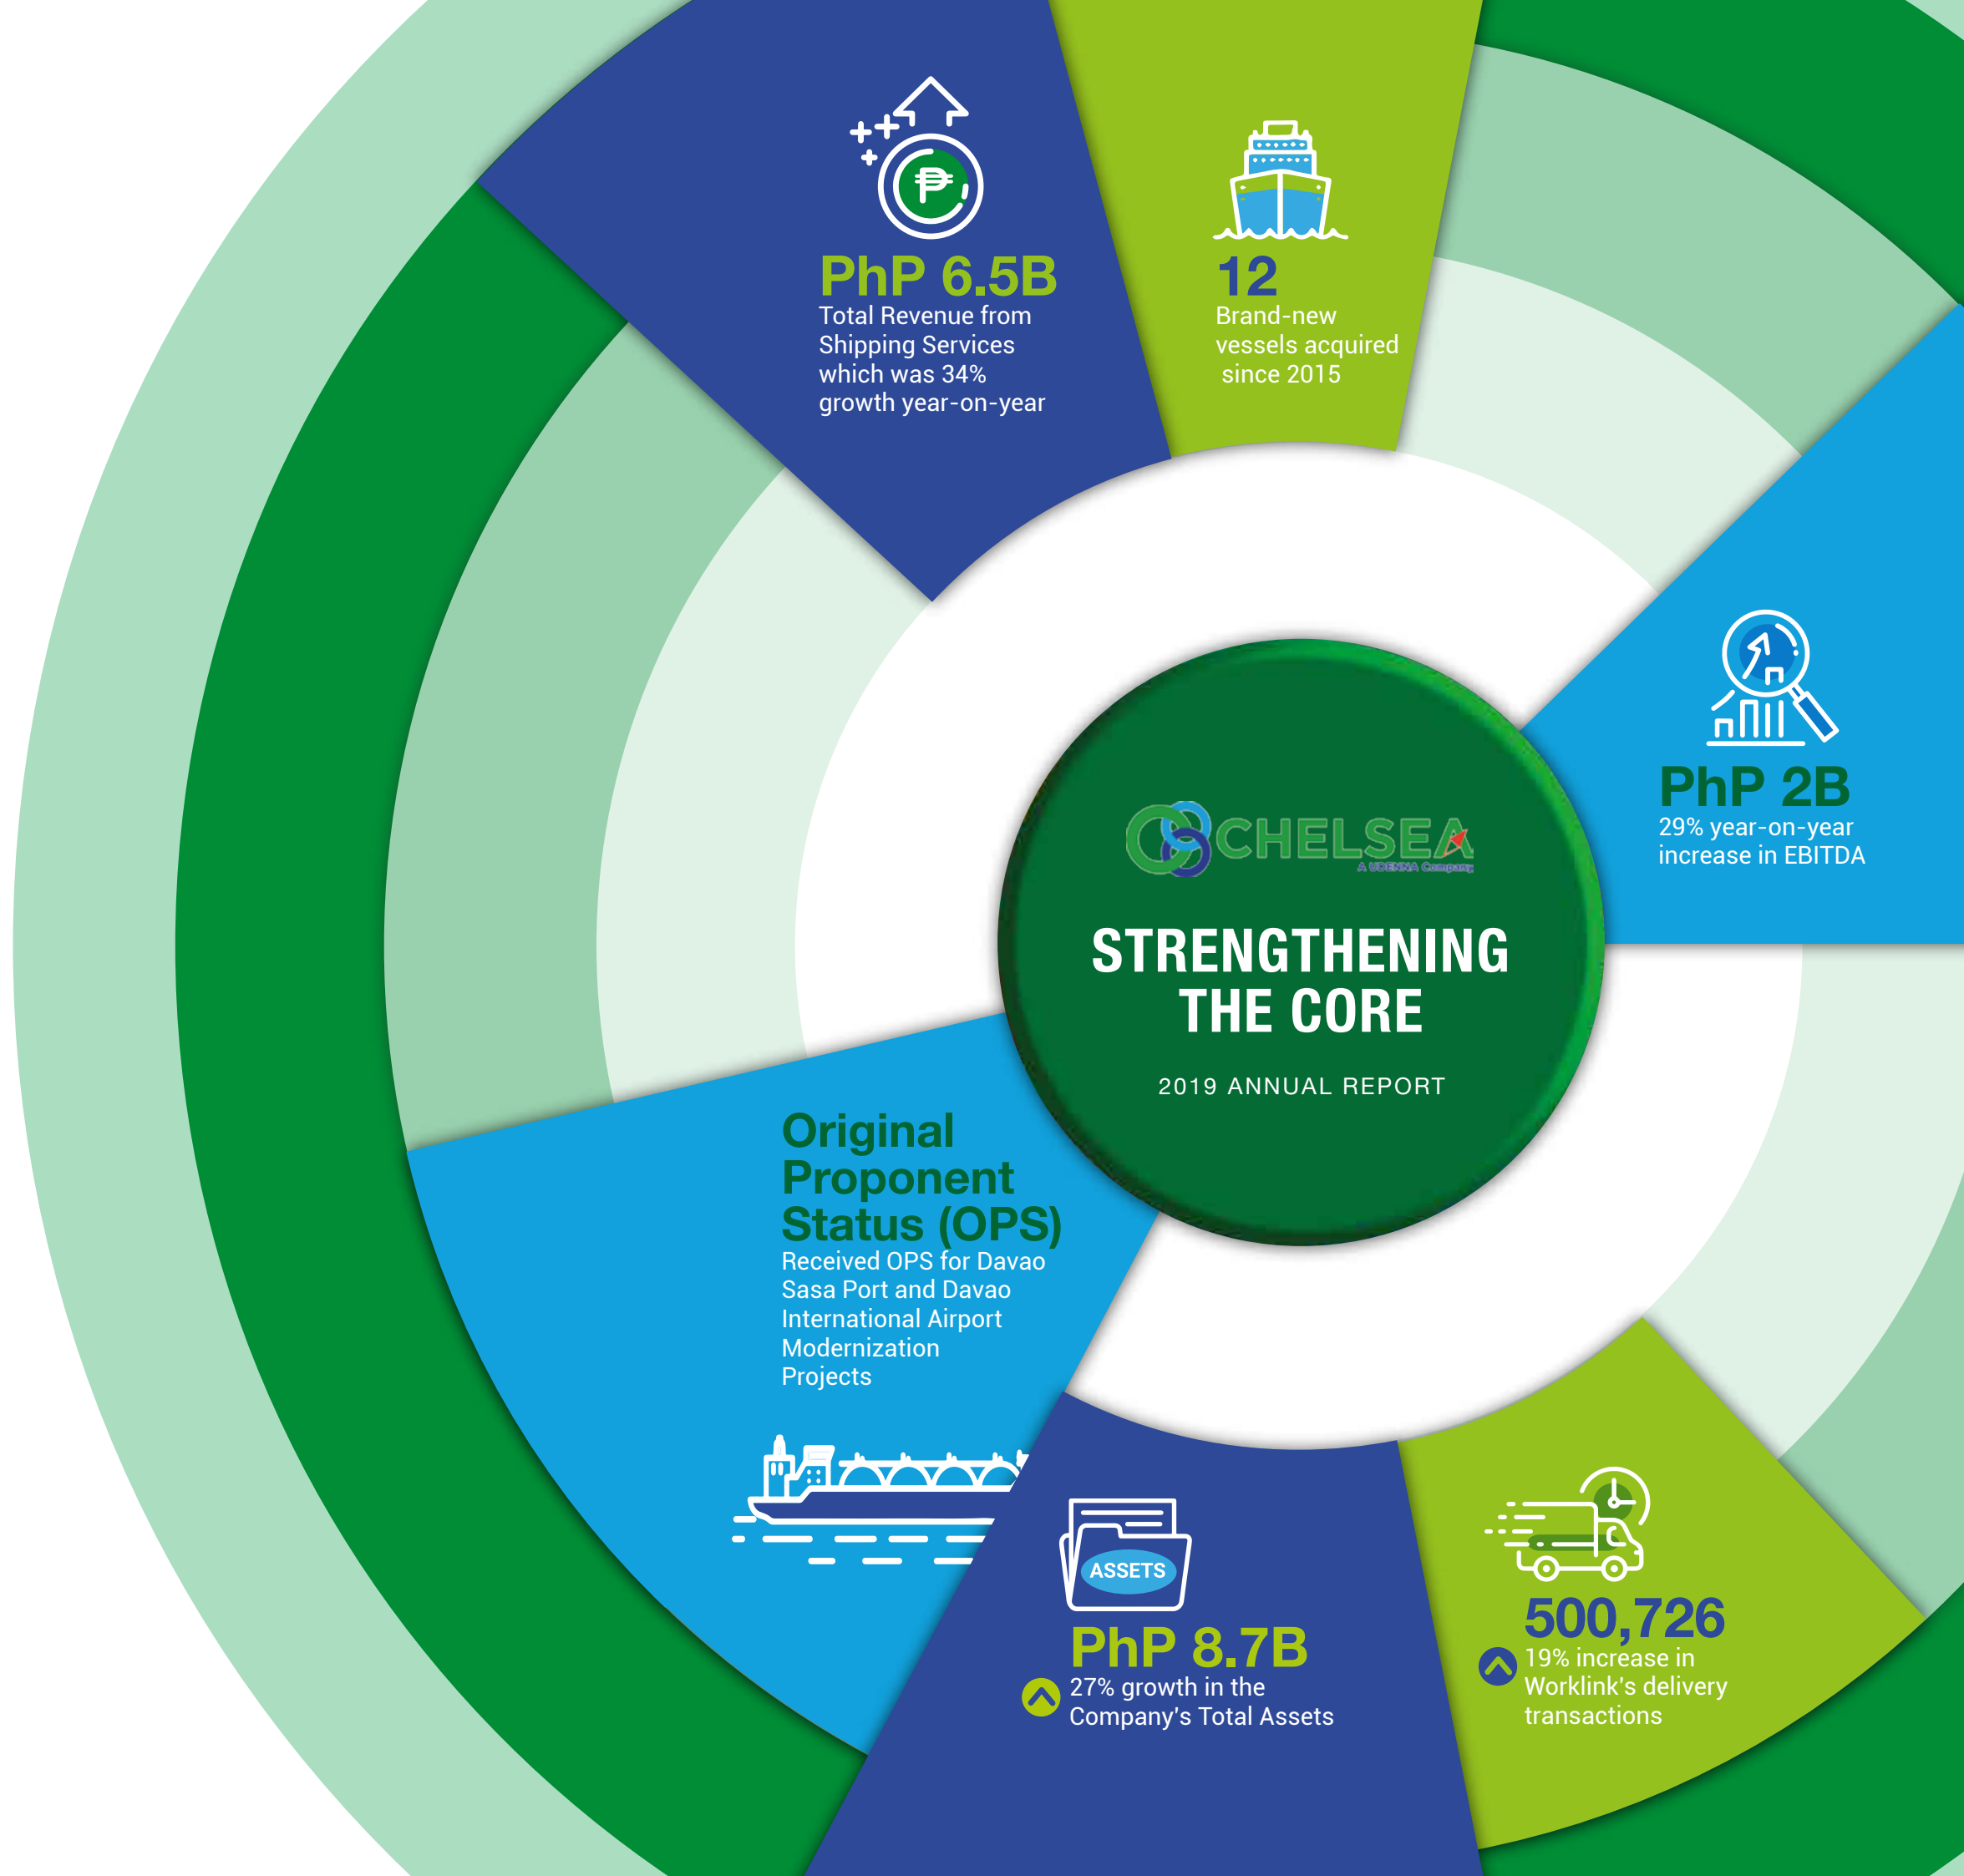 PhP 6.5B
Total Revenue from
Shipping Services
which was 34%
growth year-on-year
12
Brand-new
vessels acquired
since 2015
PhP 2B
29% year-on-year
increase in EBITDA
CHELSEA
A UDENNA Company
STRENGTHENING
THE CORE
2019 ANNUAL REPORT
Original
Proponent
Status (OPS)
Received OPS for Davao
Sasa Port and Davao
International Airport
Modernization
Projects
ASSETS
PhP 8.7B
27% growth in the
Company's Total Assets
500,726
19% increase in
Worklink's delivery
transactions